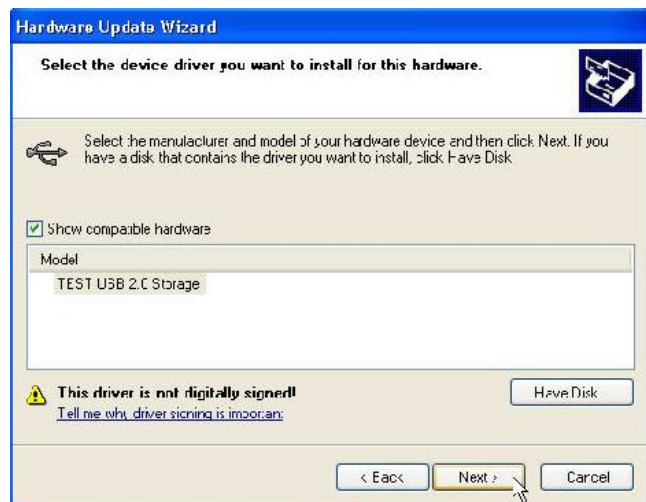 Hardware Update Wizard
Select the device driver you want to install for this hardware.
Select the manufacturer and model of your hardware device and then click Next. If you
have a disk that contains the driver you want to install, click Have Disk.
Show compatible hardware
Model
TEST USB 2.0 Storage
This driver is not digitally signed!
Tell me why driver signing is important
Have Disk
< Back
Next >
Cancel